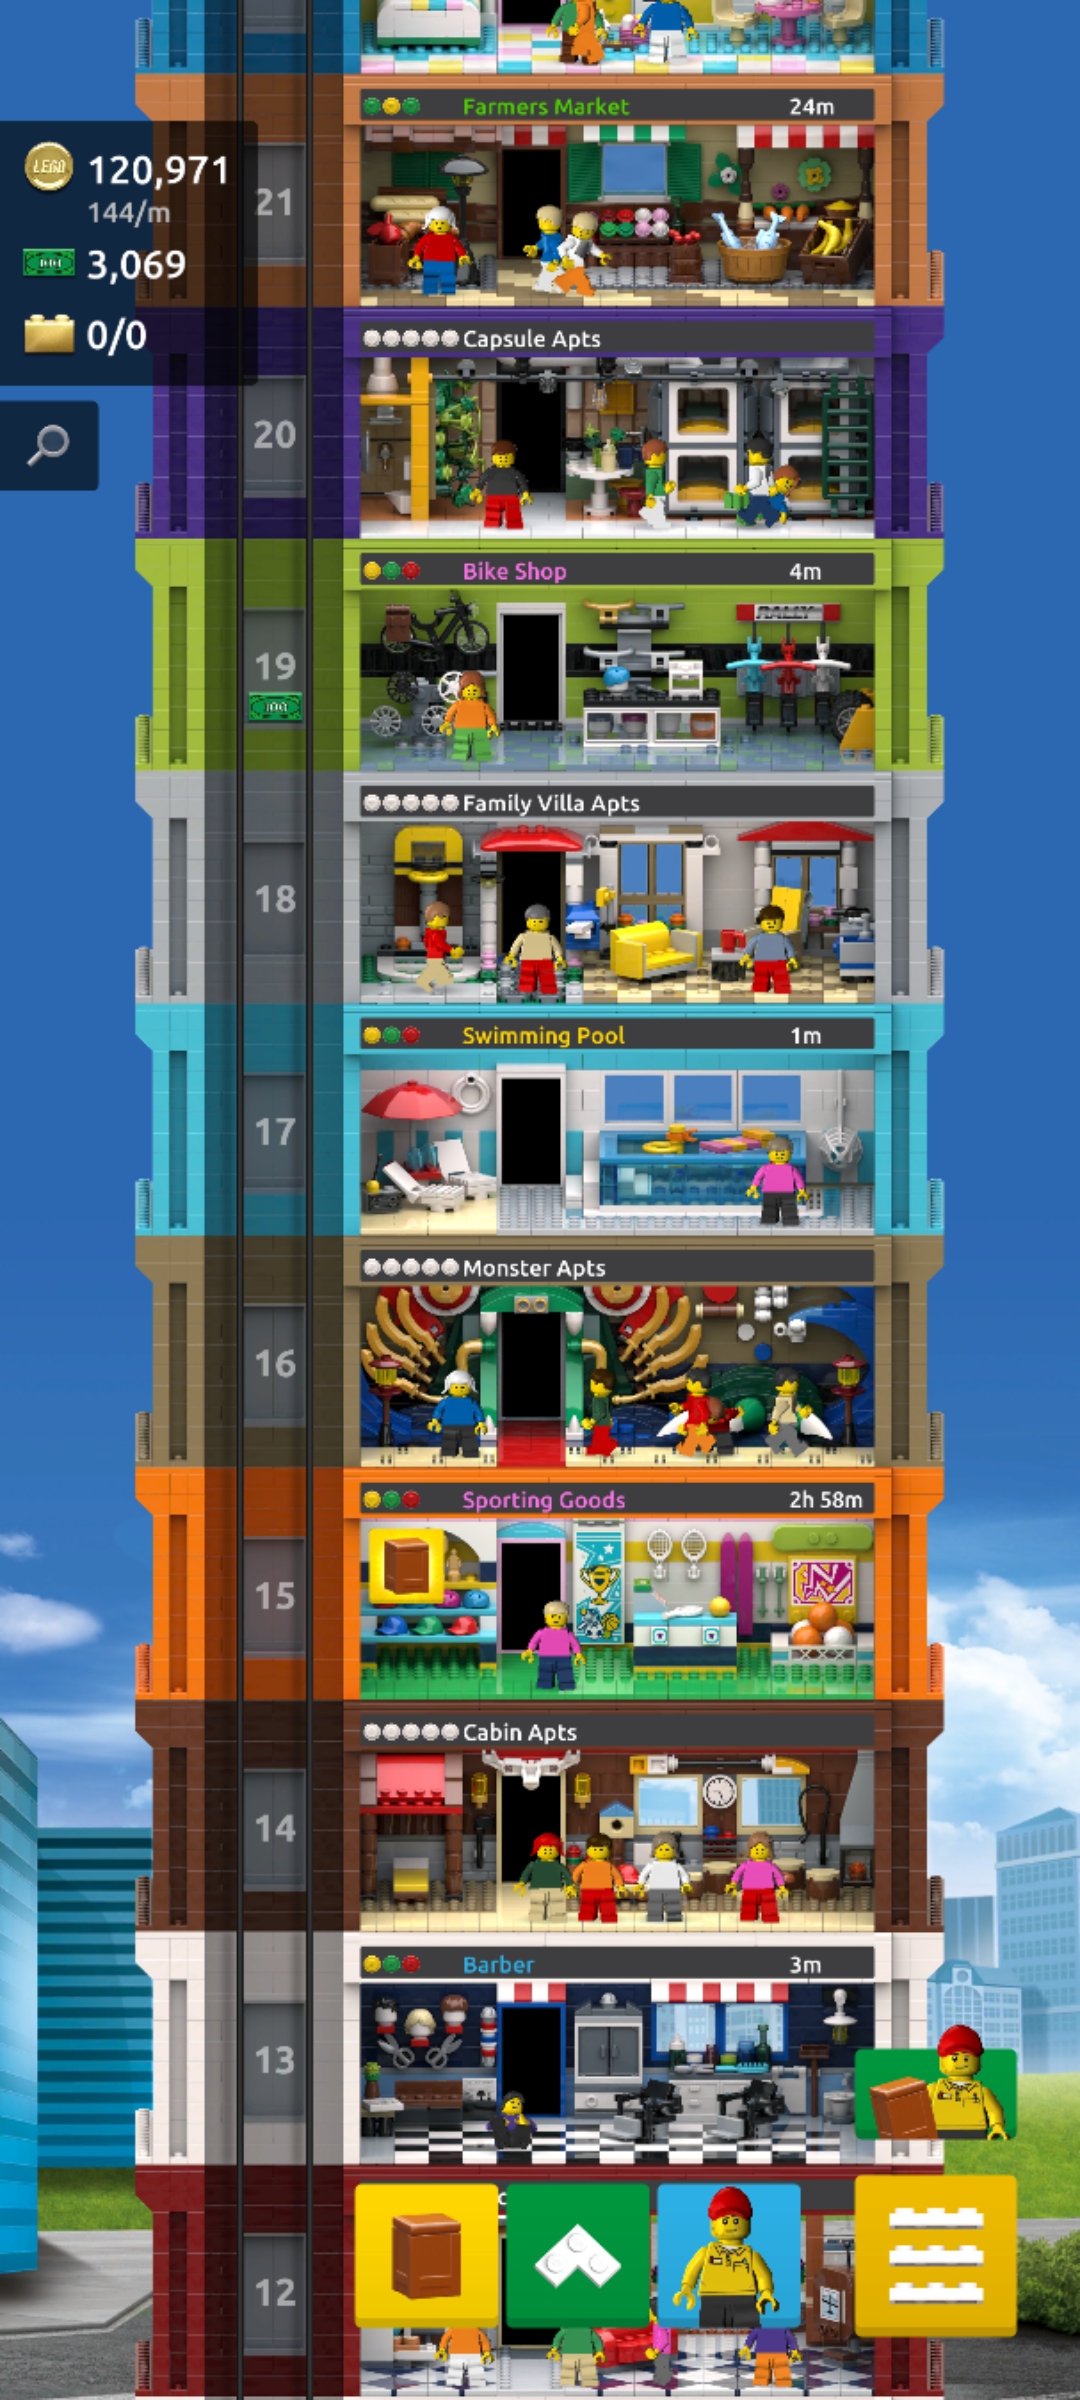 Farmers Market 24m
LEGO 120,971
144/m
21
3,069
0/0
Capsule Apts
20
Bike Shop 4m
RALLY
19
100
Family Villa Apts
18
Swimming Pool 1m
17
Monster Apts
16
Sporting Goods 2h 58m
15
Cabin Apts
14
Barber 3m
13
12